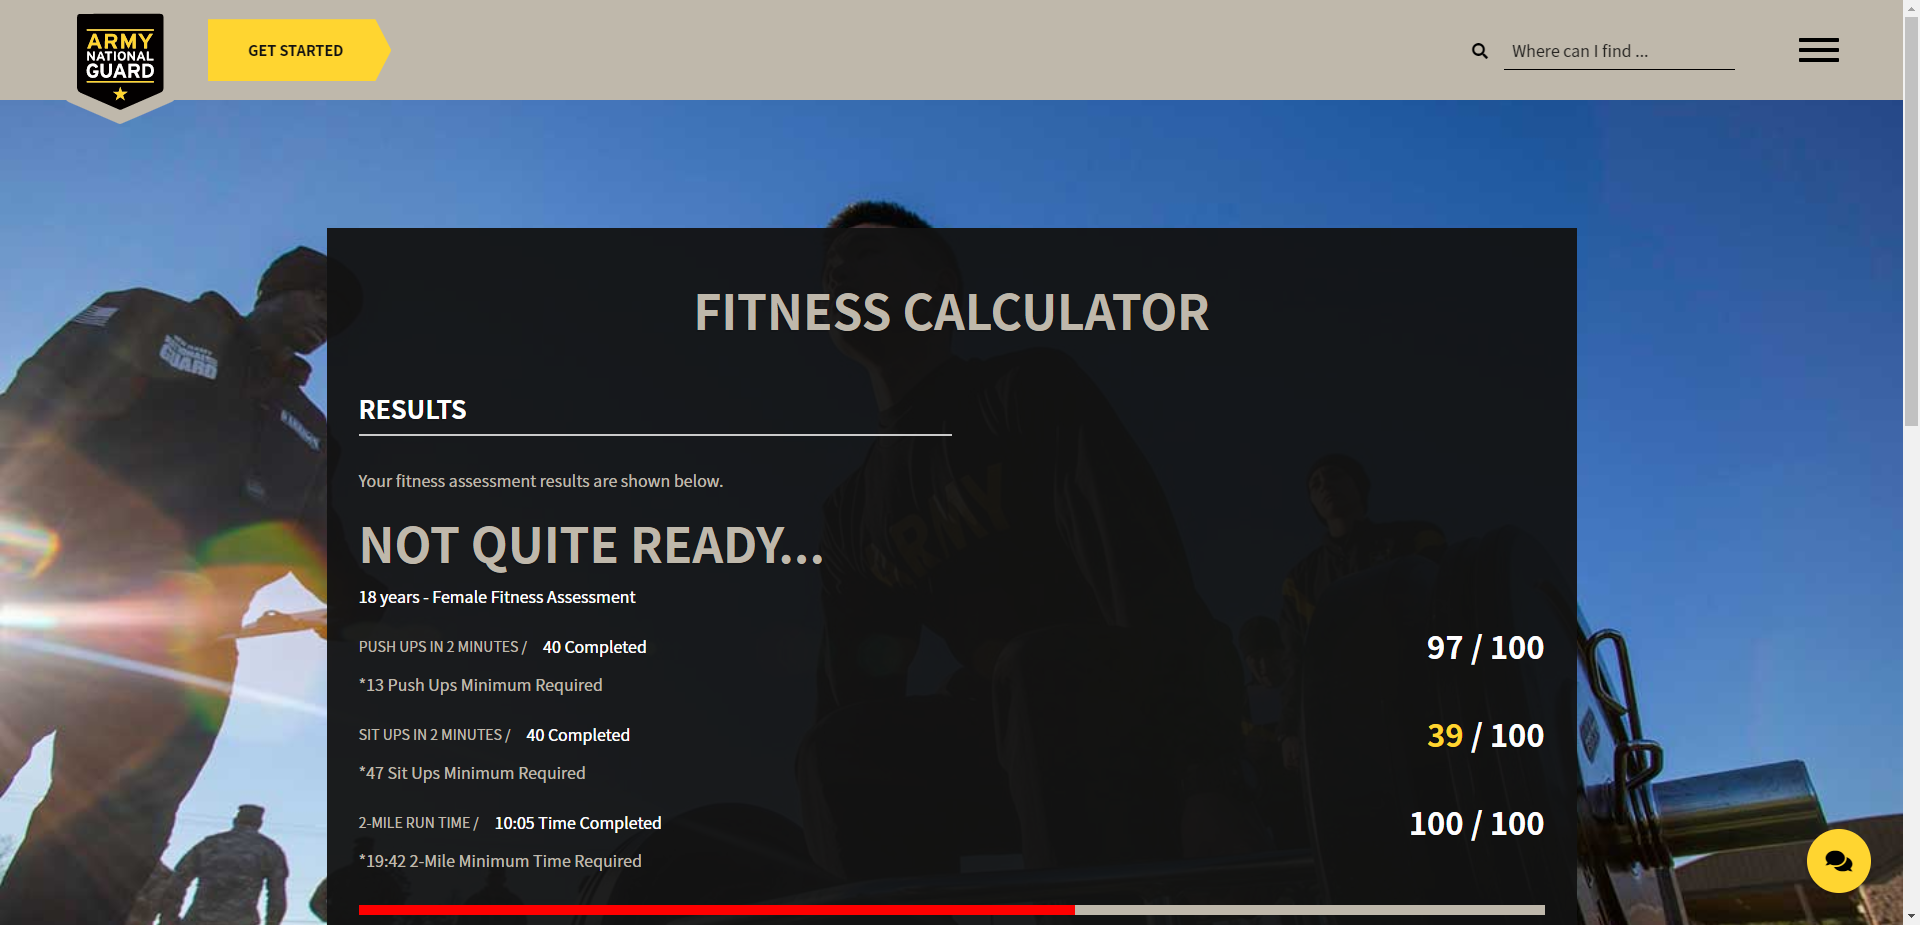 ARMY
NATIONAL
GUARD
GET STARTED
Where can I find ...
FITNESS CALCULATOR
RESULTS
Your fitness assessment results are shown below.
NOT QUITE READY...
18 years - Female Fitness Assessment
PUSH UPS IN 2 MINUTES / 40 Completed 97 / 100
*13 Push Ups Minimum Required
SIT UPS IN 2 MINUTES / 40 Completed 39 / 100
*47 Sit Ups Minimum Required
2-MILE RUN TIME / 10:05 Time Completed 100 / 100
*19:42 2-Mile Minimum Time Required
GUARD
ARMY